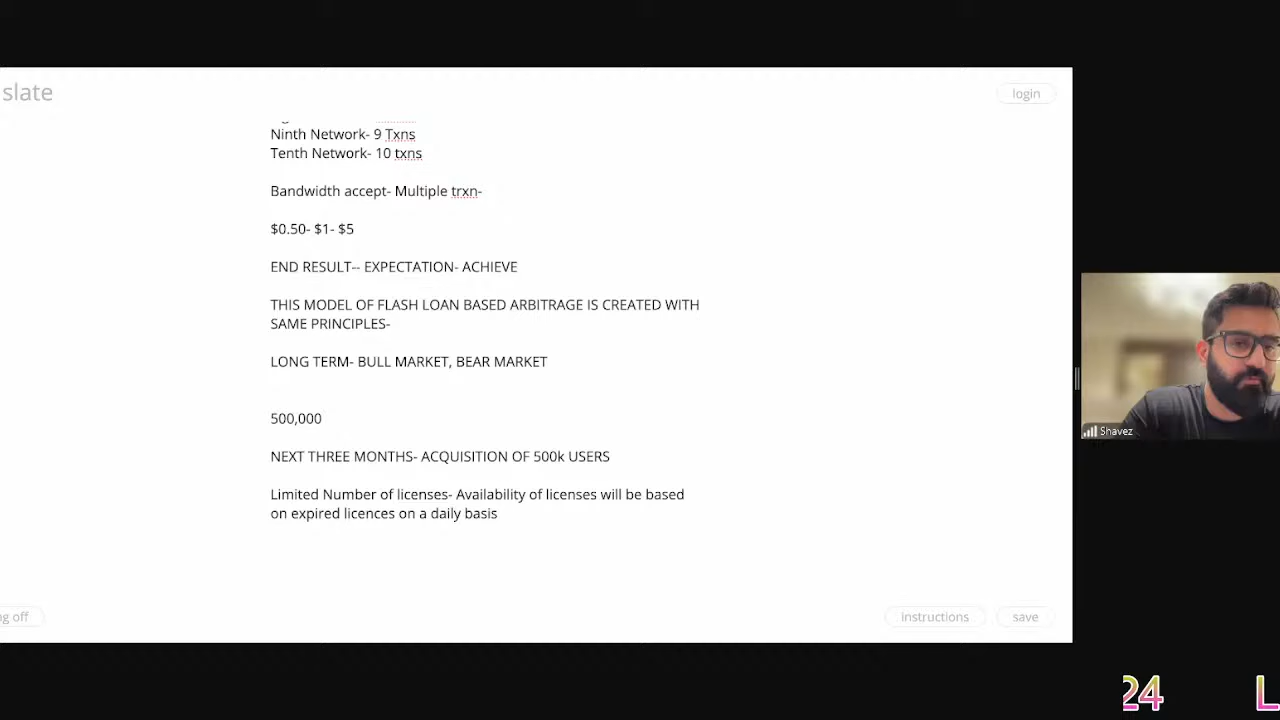 slate
login
Ninth Network- 9 Txns
Tenth Network- 10 txns
Bandwidth accept- Multiple trxn-
$0.50- $1- $5
END RESULT-- EXPECTATION- ACHIEVE
THIS MODEL OF FLASH LOAN BASED ARBITRAGE IS CREATED WITH
SAME PRINCIPLES-
LONG TERM- BULL MARKET, BEAR MARKET
500,000
NEXT THREE MONTHS- ACQUISITION OF 500k USERS
Limited Number of licenses- Availability of licenses will be based
on expired licences on a daily basis
Shavez
off
instructions
save
24
L